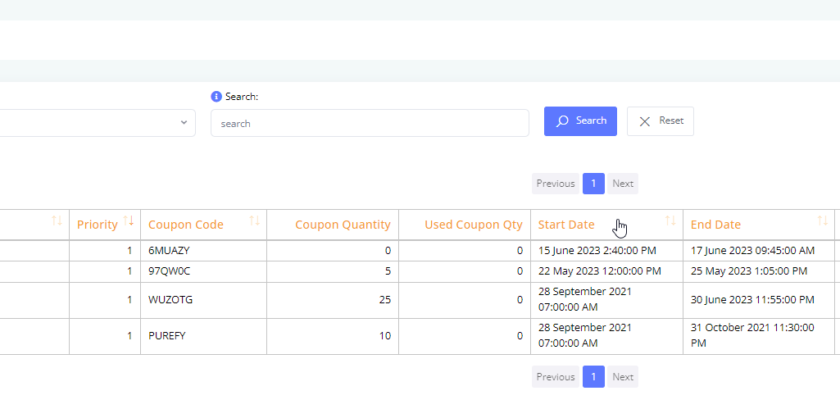 Search:
search
Search
Reset
Previous 1 Next
Priority Coupon Code Coupon Quantity Used Coupon Qty Start Date End Date
1 6MUAZY 0 0 15 June 2023 2:40:00 PM 17 June 2023 09:45:00 AM
1 97QW0C 5 0 22 May 2023 12:00:00 PM 25 May 2023 1:05:00 PM
1 WUZOTG 25 0 28 September 2021
07:00:00 AM 30 June 2023 11:55:00 PM
1 PUREFY 10 0 28 September 2021
07:00:00 AM 31 October 2021 11:30:00
PM
Previous 1 Next